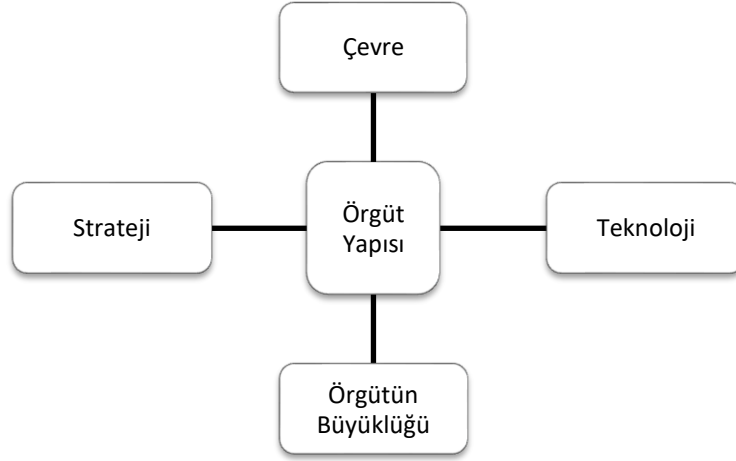 Çevre
Strateji
Örgüt
Yapısı
Teknoloji
Örgütün
Büyüklüğü